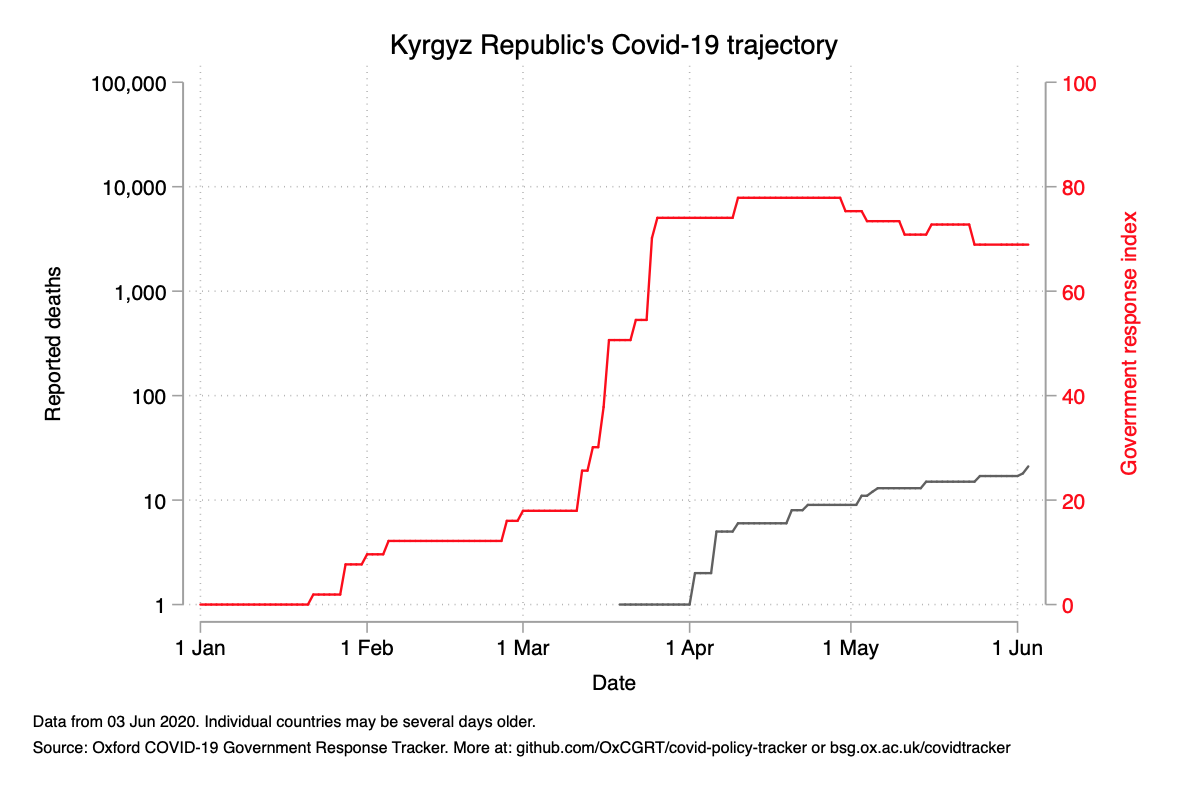 Kyrgyz Republic's Covid-19 trajectory
100,000
10,000
1,000
100
10
1
Reported deaths
100
80
60
40
20
0
Government response index
1 Jan
1 Feb
1 Mar
1 Apr
1 May
1 Jun
Date
Data from 03 Jun 2020. Individual countries may be several days older.
Source: Oxford COVID-19 Government Response Tracker. More at: github.com/OxCGRT/covid-policy-tracker or bsg.ox.ac.uk/covidtracker